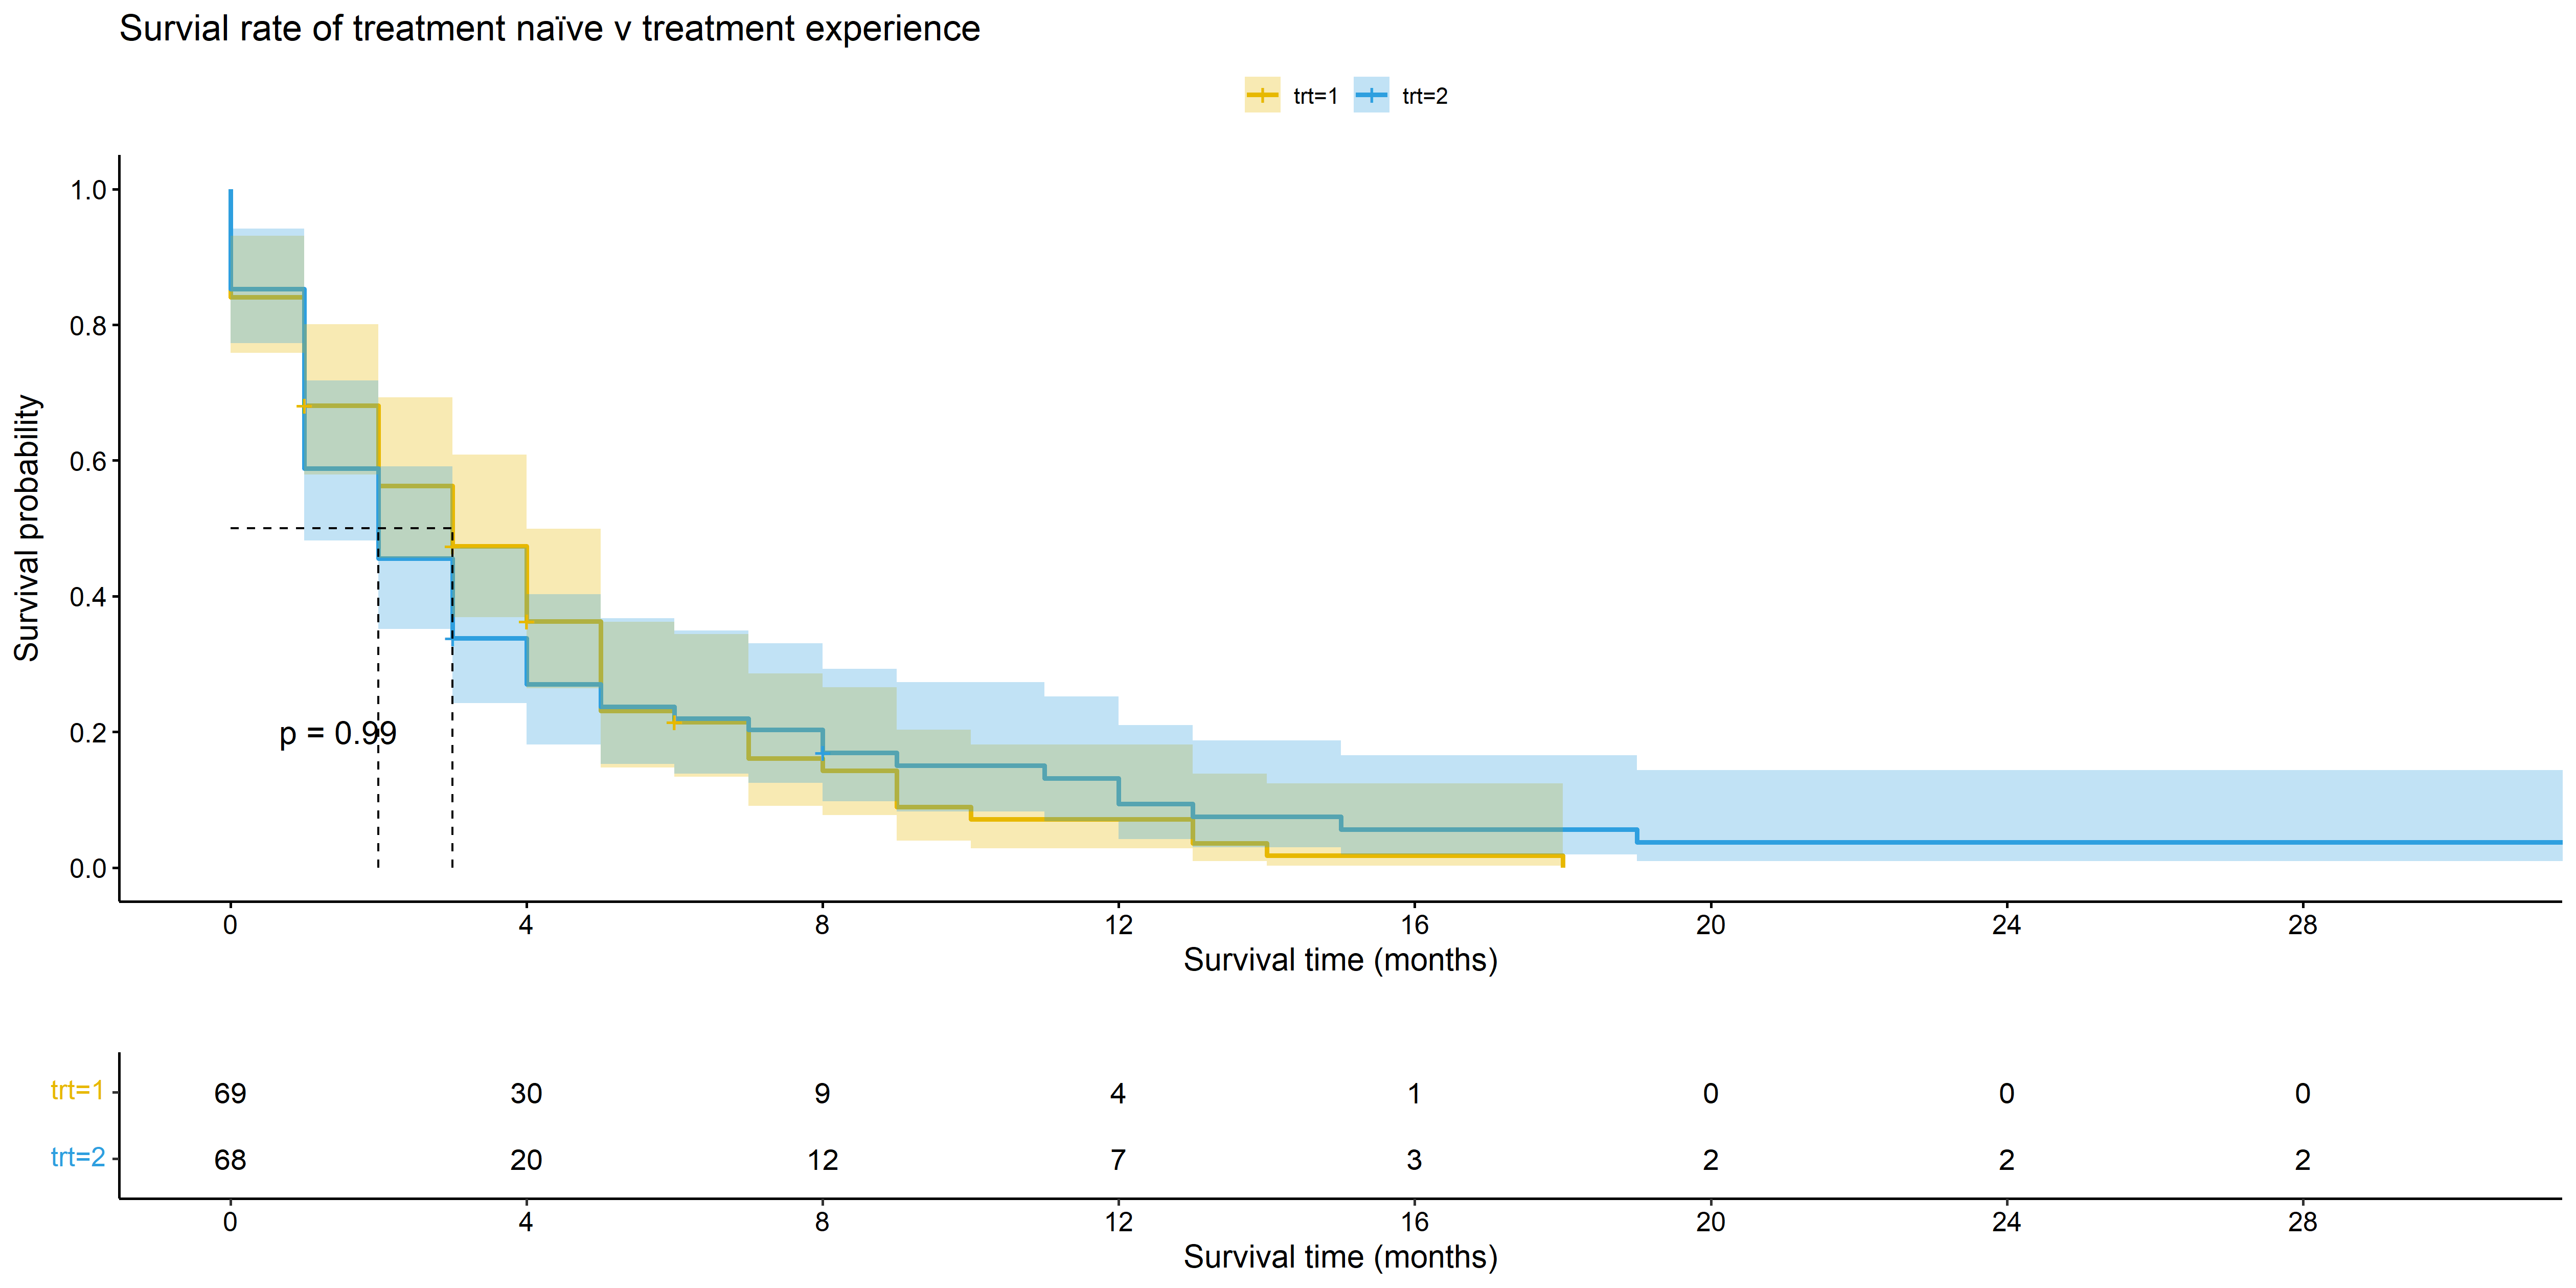 Survial rate of treatment naïve v treatment experience
trt=1 trt=2
1.0
0.8
0.6
0.4
0.2
0.0
Survival probability
p = 0.99
0 4 8 12 16 20 24 28
Survival time (months)
trt=1 69 30 9 4 1 0 0 0
trt=2 68 20 12 7 3 2 2 2
0 4 8 12 16 20 24 28
Survival time (months)